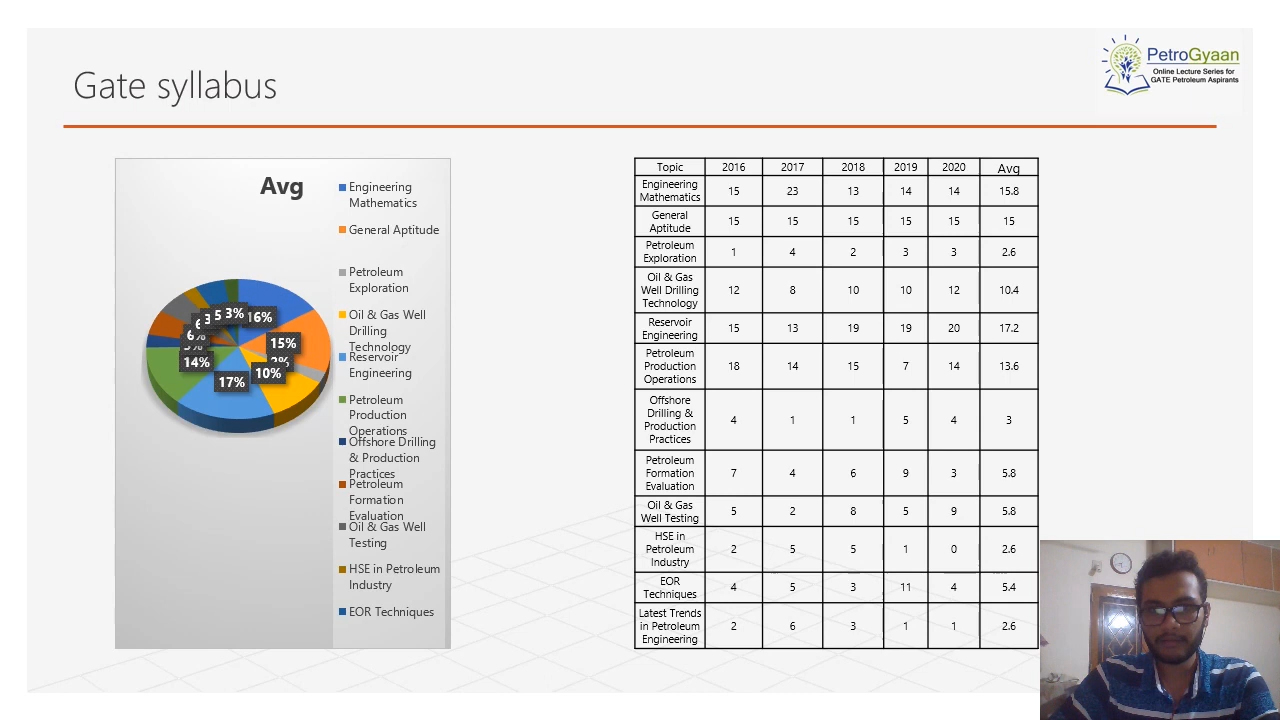 Gate syllabus
PetroGyaan
Online Lecture Series for
GATE Petroleum Aspirants
Avg
Engineering
Mathematics
General Aptitude
Petroleum
Exploration
Oil & Gas Well
Drilling
Technology
Reservoir
Engineering
Petroleum
Production
Operations
Offshore Drilling
& Production
Practices
Petroleum
Formation
Evaluation
Oil & Gas Well
Testing
HSE in Petroleum
Industry
EOR Techniques
3% 16%
15%
10%
17%
14%
6%
Topic 2016 2017 2018 2019 2020 Avg
Engineering
Mathematics 15 23 13 14 14 15.8
General
Aptitude 15 15 15 15 15 15
Petroleum
Exploration 1 4 2 3 3 2.6
Oil & Gas
Well Drilling 12 8 10 10 12 10.4
Technology
Reservoir
Engineering 15 13 19 19 20 17.2
Petroleum
Production 18 14 15 7 14 13.6
Operations
Offshore
Drilling &
Production 4 1 1 5 4 3
Practices
Petroleum
Formation 7 4 6 9 3 5.8
Evaluation
Oil & Gas
Well Testing 5 2 8 5 9 5.8
HSE in
Petroleum 2 5 5 1 0 2.6
Industry
EOR
Techniques 4 5 3 11 4 5.4
Latest Trends
in Petroleum 2 6 3 1 1 2.6
Engineering